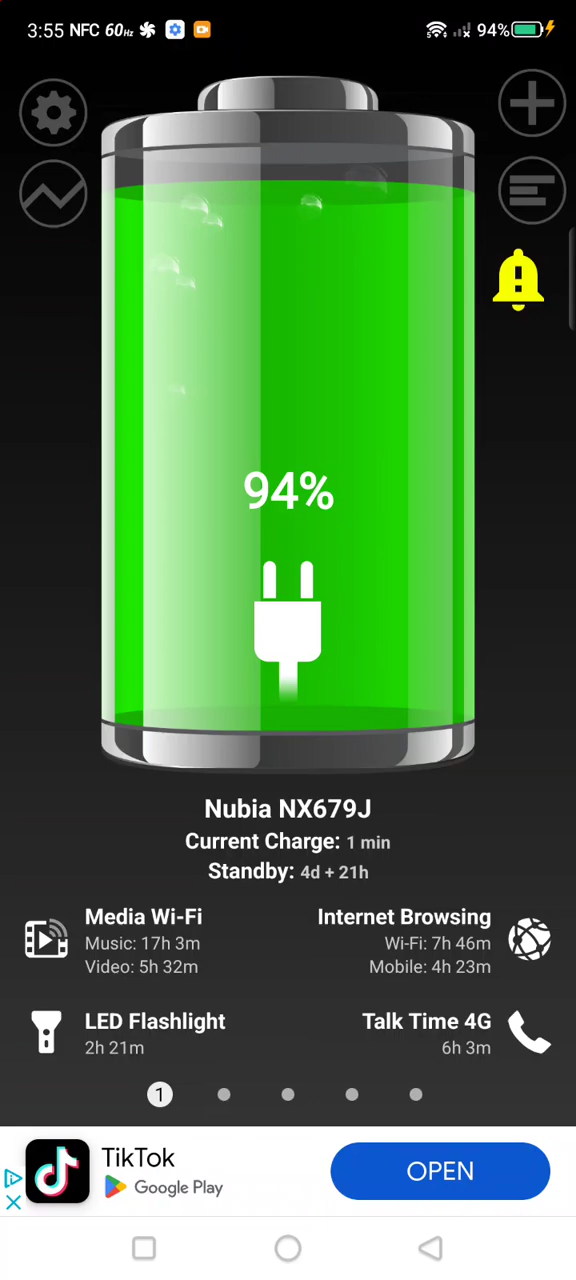 3:55 NFC 60Hz 94%
94%
Nubia NX679J
Current Charge: 1 min
Standby: 4d + 21h
Media Wi-Fi
Music: 17h 3m
Video: 5h 32m
Internet Browsing
Wi-Fi: 7h 46m
Mobile: 4h 23m
LED Flashlight
2h 21m
Talk Time 4G
6h 3m
1
TikTok
Google Play
OPEN